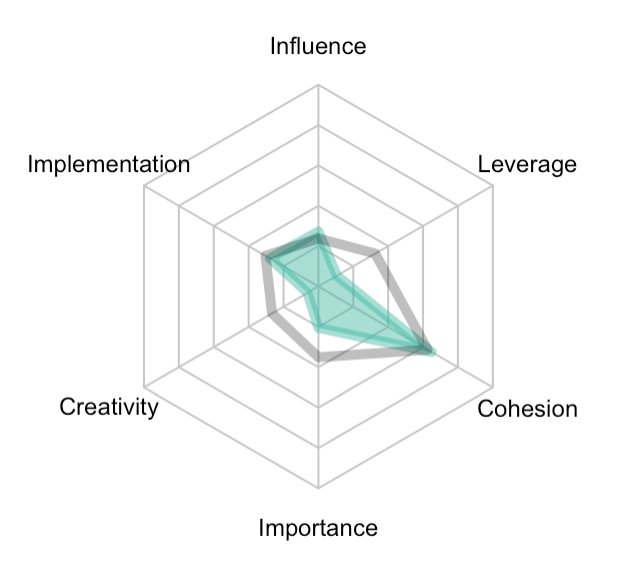 Influence
Implementation
Leverage
Creativity
Cohesion
Importance